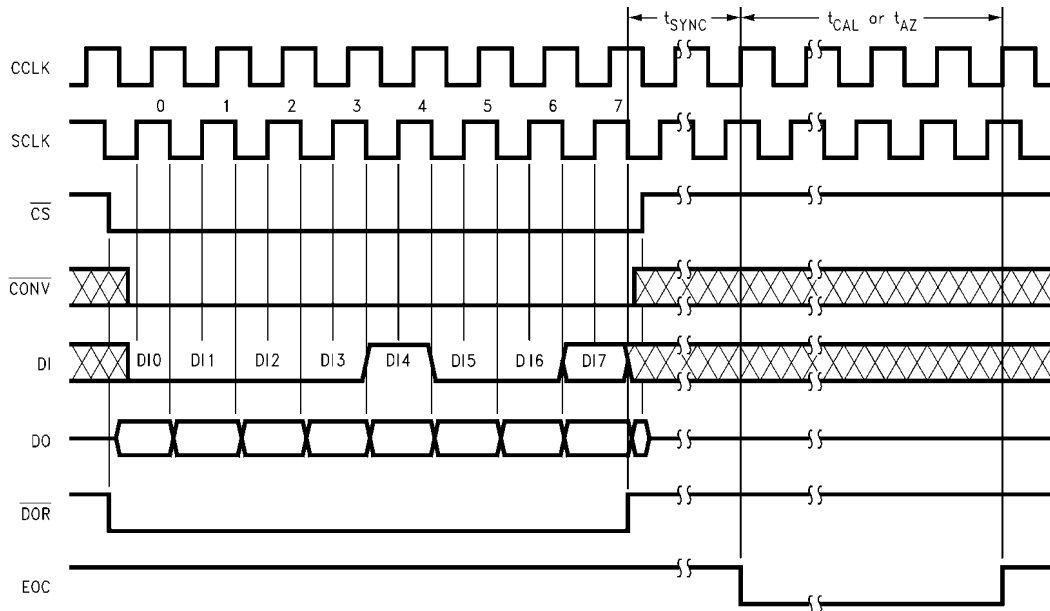 tSYNC tCAL or tAZ
CCLK
0 1 2 3 4 5 6 7
SCLK
CS
CONV
DI DI0 DI1 DI2 DI3 DI4 DI5 DI6 DI7
DO
DOR
EOC